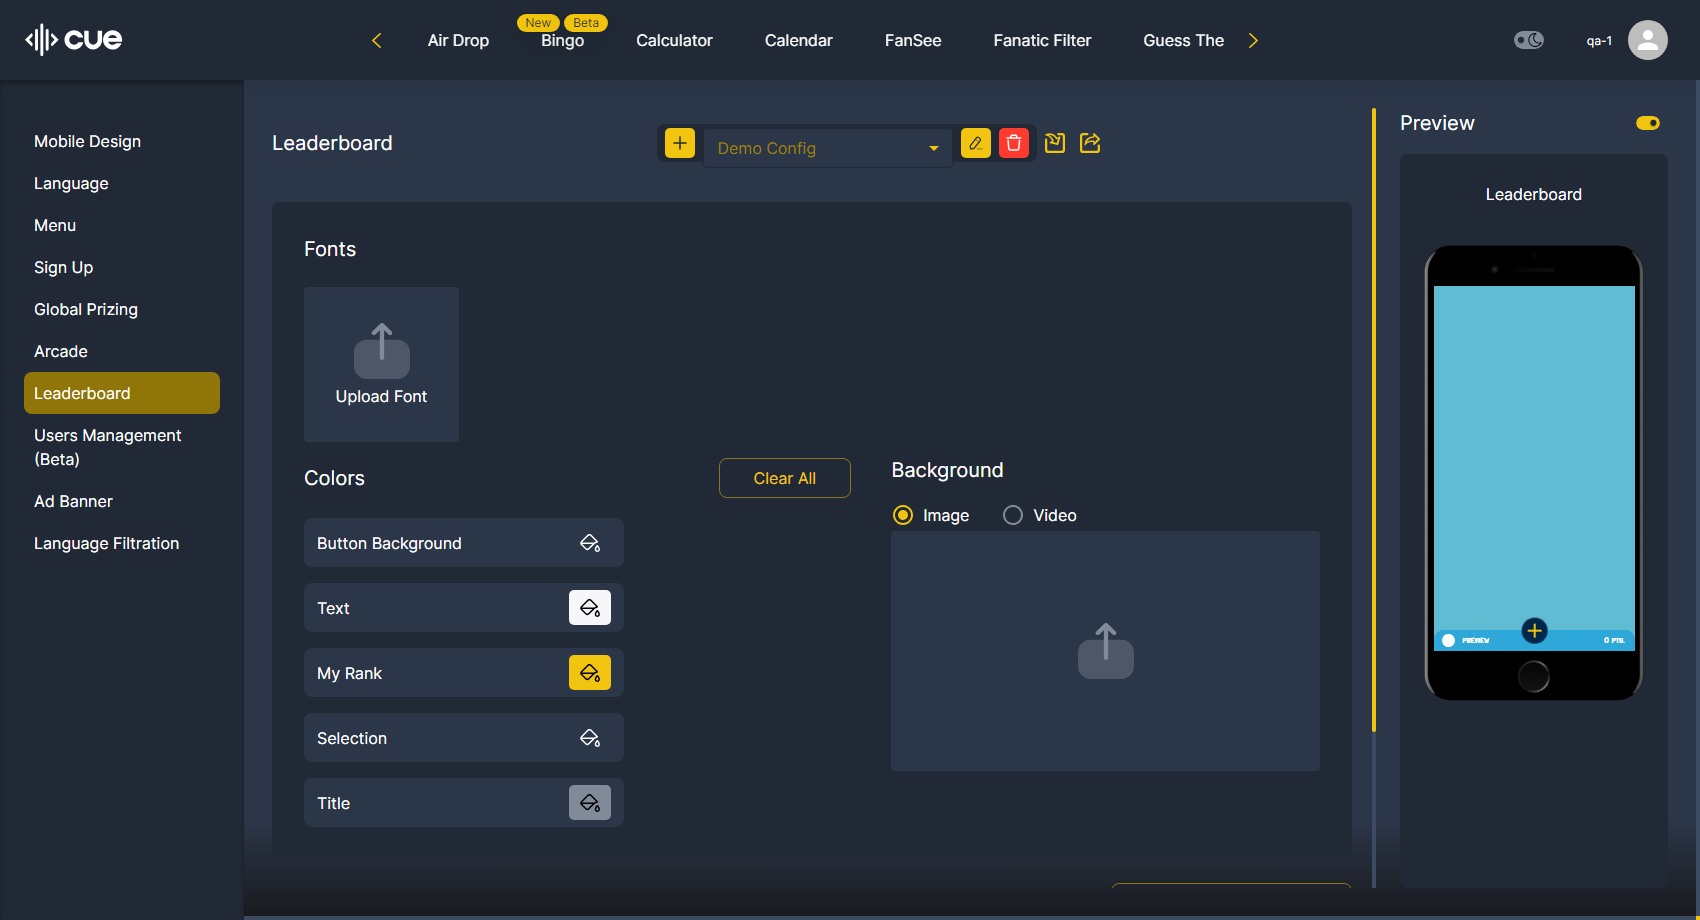 cue
Air Drop
New
Beta
Bingo
Calculator
Calendar
FanSee
Fanatic Filter
Guess The
qa-1
Mobile Design
Language
Menu
Sign Up
Global Prizing
Arcade
Leaderboard
Users Management
(Beta)
Ad Banner
Language Filtration
Leaderboard
Demo Config
Fonts
Upload Font
Colors
Clear All
Button Background
Text
My Rank
Selection
Title
Background
Image
Video
Preview
Leaderboard
PREVIEW
0 PTS.